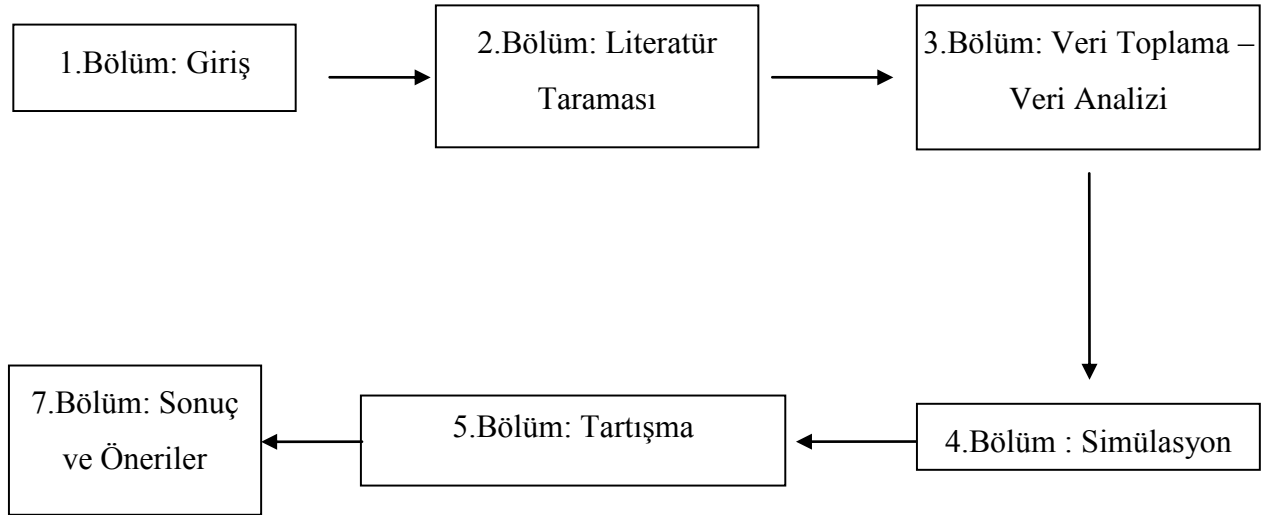 1.Bölüm: Giriş
2.Bölüm: Literatür
Taraması
3.Bölüm: Veri Toplama –
Veri Analizi
4.Bölüm : Simülasyon
5.Bölüm: Tartışma
7.Bölüm: Sonuç
ve Öneriler